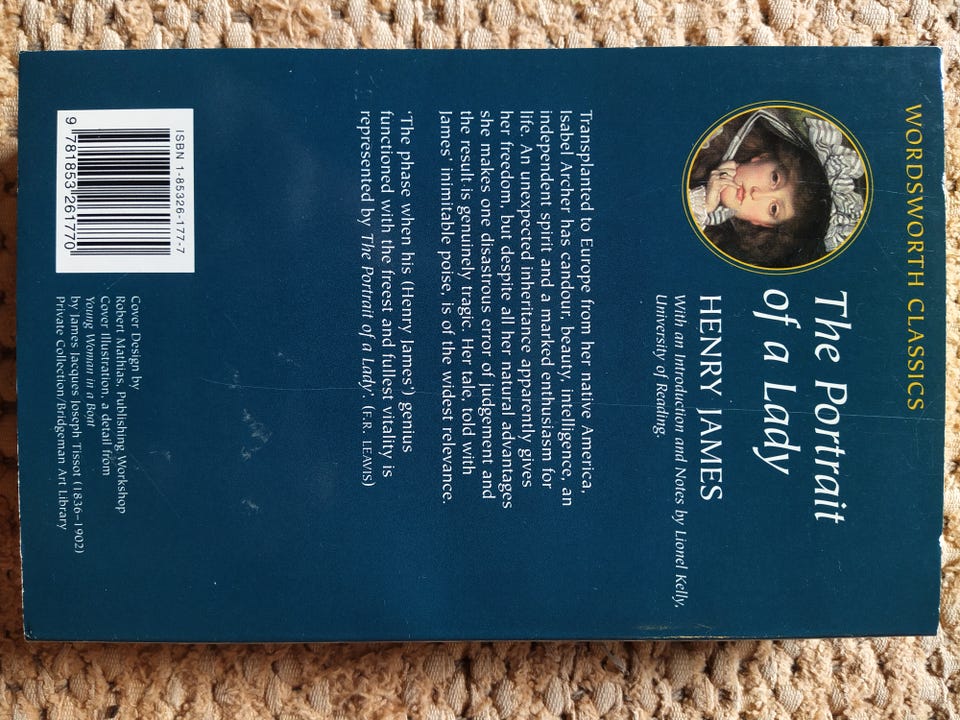 WORDSWORTH CLASSICS
The Portrait
of a Lady
HENRY JAMES
With an Introduction and Notes by Lionel Kelly,
University of Reading.
Transplanted to Europe from her native America,
Isabel Archer has candour, beauty, intelligence, an
independent spirit and a marked enthusiasm for
life. An unexpected inheritance apparently gives
her freedom, but despite all her natural advantages
she makes one disastrous error of judgement and
the result is genuinely tragic. Her tale, told with
James' inimitable poise, is of the widest relevance.
'The phase when his (Henry James') genius
functioned with the freest and fullest vitality is
represented by The Portrait of a Lady'. (F.R. LEAVIS)
ISBN 1-85326-177-7
9 781853 261770
Cover Design by
Robert Mathias, Publishing Workshop
Cover Illustration, a detail from
Young Woman in a Boat
by James Jacques Joseph Tissot (1836–1902)
Private Collection/Bridgeman Art Library